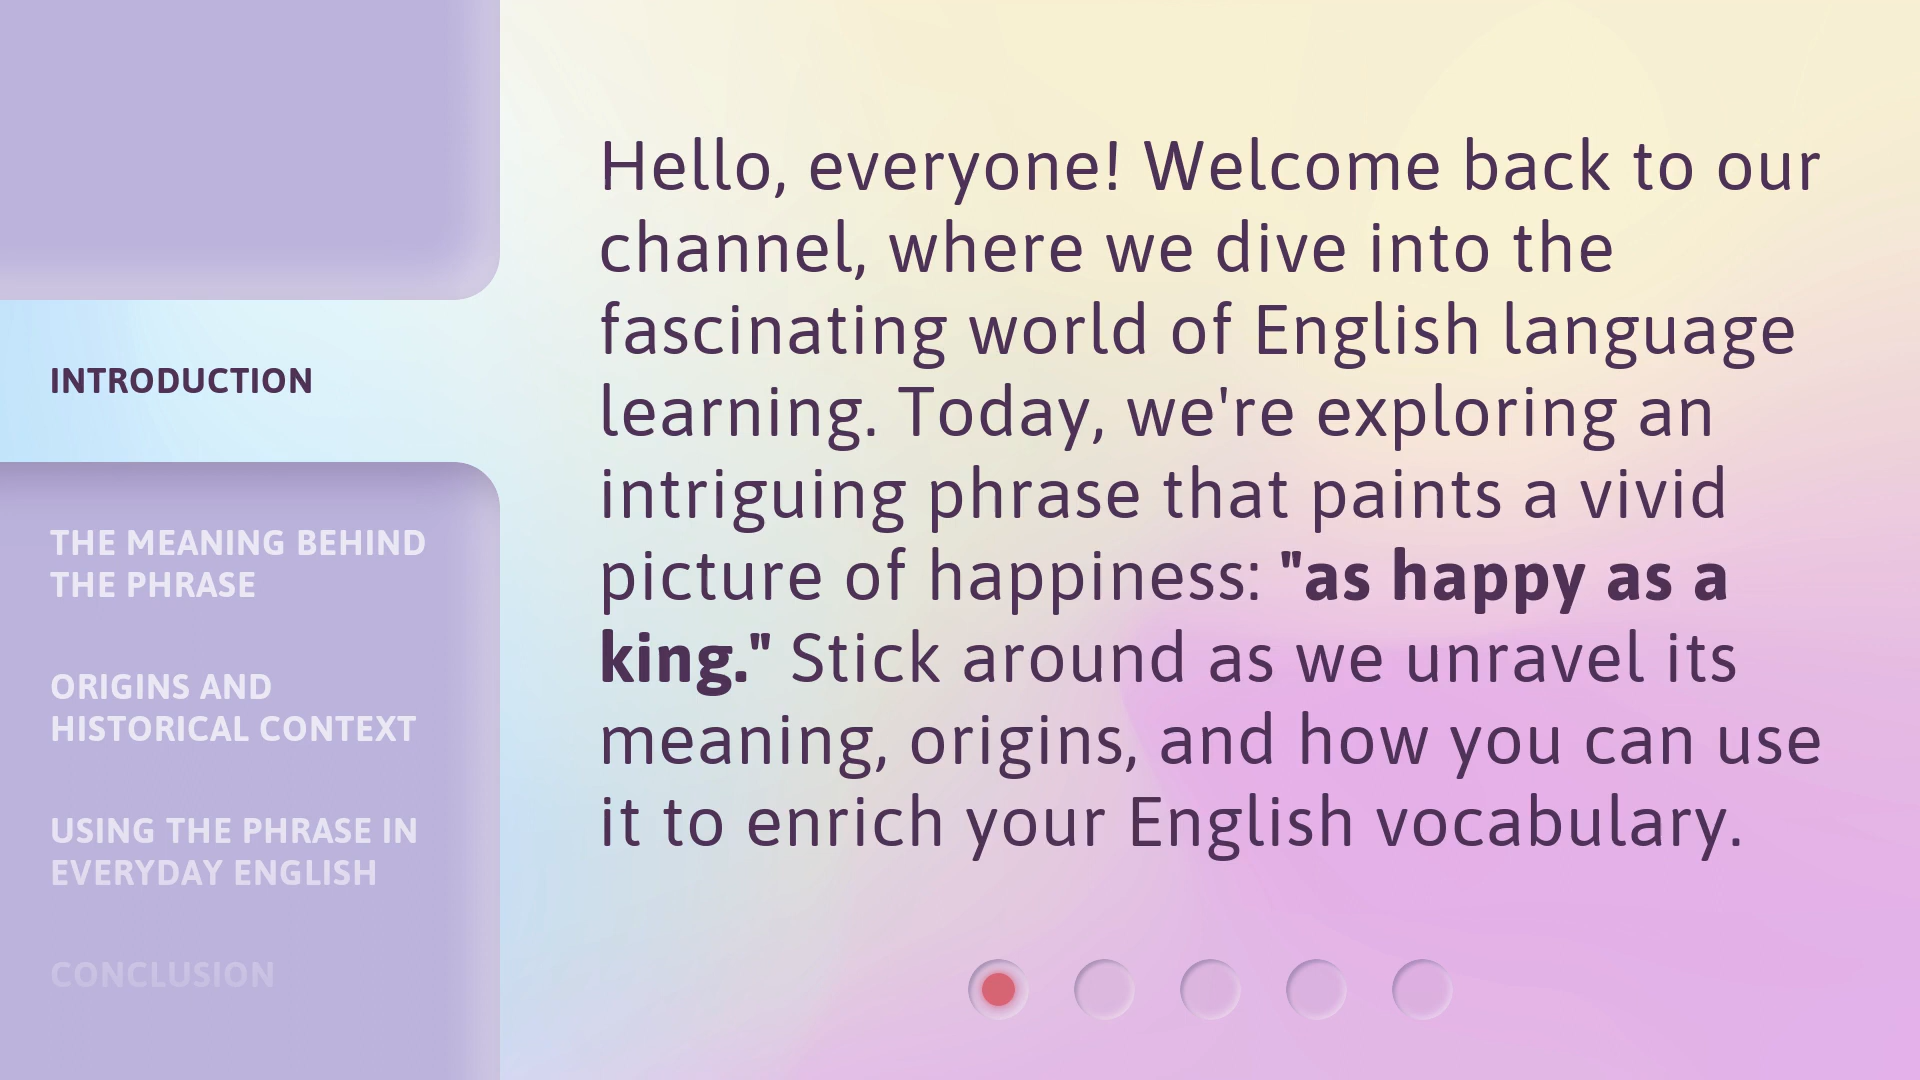 INTRODUCTION
THE MEANING BEHIND
THE PHRASE
ORIGINS AND
HISTORICAL CONTEXT
USING THE PHRASE IN
EVERYDAY ENGLISH
CONCLUSION
Hello, everyone! Welcome back to our
channel, where we dive into the
fascinating world of English language
learning. Today, we're exploring an
intriguing phrase that paints a vivid
picture of happiness: "as happy as a
king." Stick around as we unravel its
meaning, origins, and how you can use
it to enrich your English vocabulary.